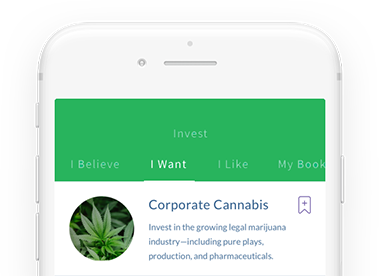 Invest
I Believe I Want I Like My Book
Corporate Cannabis
Invest in the growing legal marijuana
industry—including pure plays,
production, and pharmaceuticals.